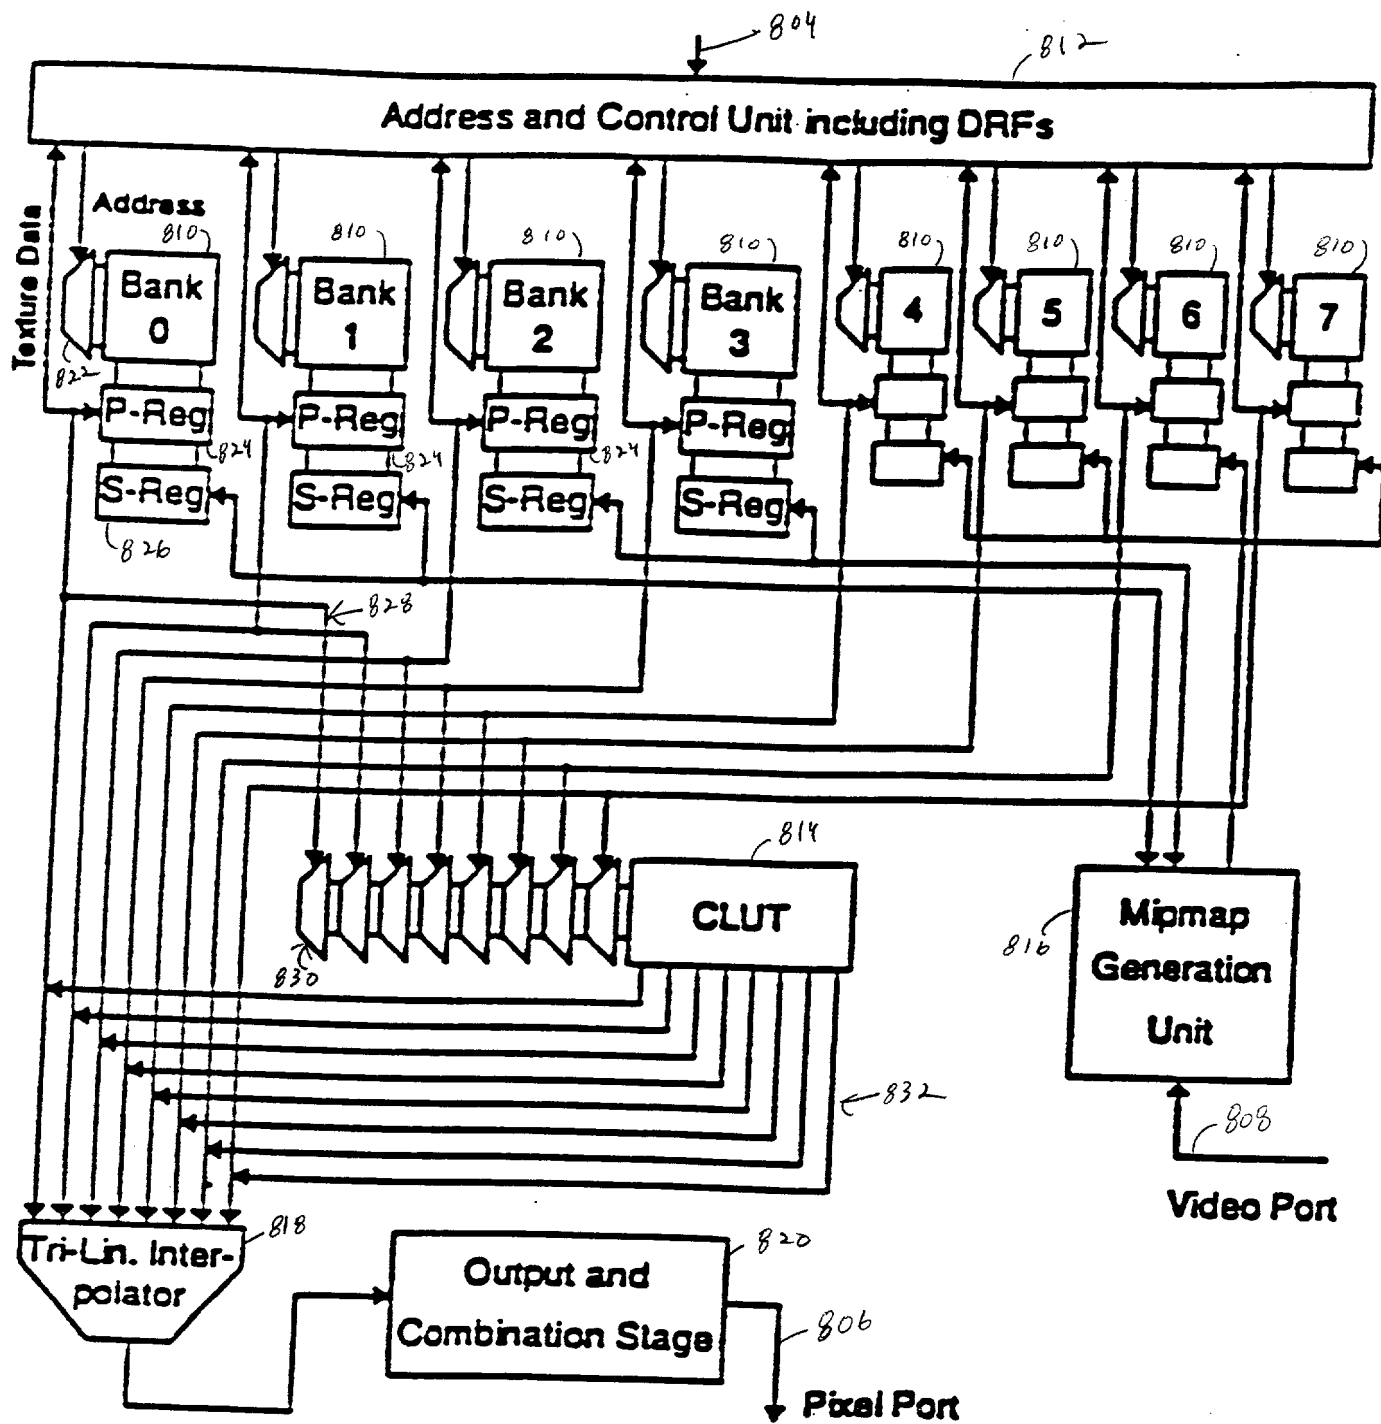 804
812
Address and Control Unit including DRFs
Texture Data
Address
810
810
810
810
810
810
810
810
Bank 0
Bank 1
Bank 2
Bank 3
4
5
6
7
822
P-Reg
P-Reg
P-Reg
P-Reg
824
824
824
S-Reg
S-Reg
S-Reg
S-Reg
826
828
814
CLUT
830
816
Mipmap
Generation
Unit
832
808
Video Port
818
Tri-Lin. Inter-
polator
820
Output and
Combination Stage
806
Pixel Port